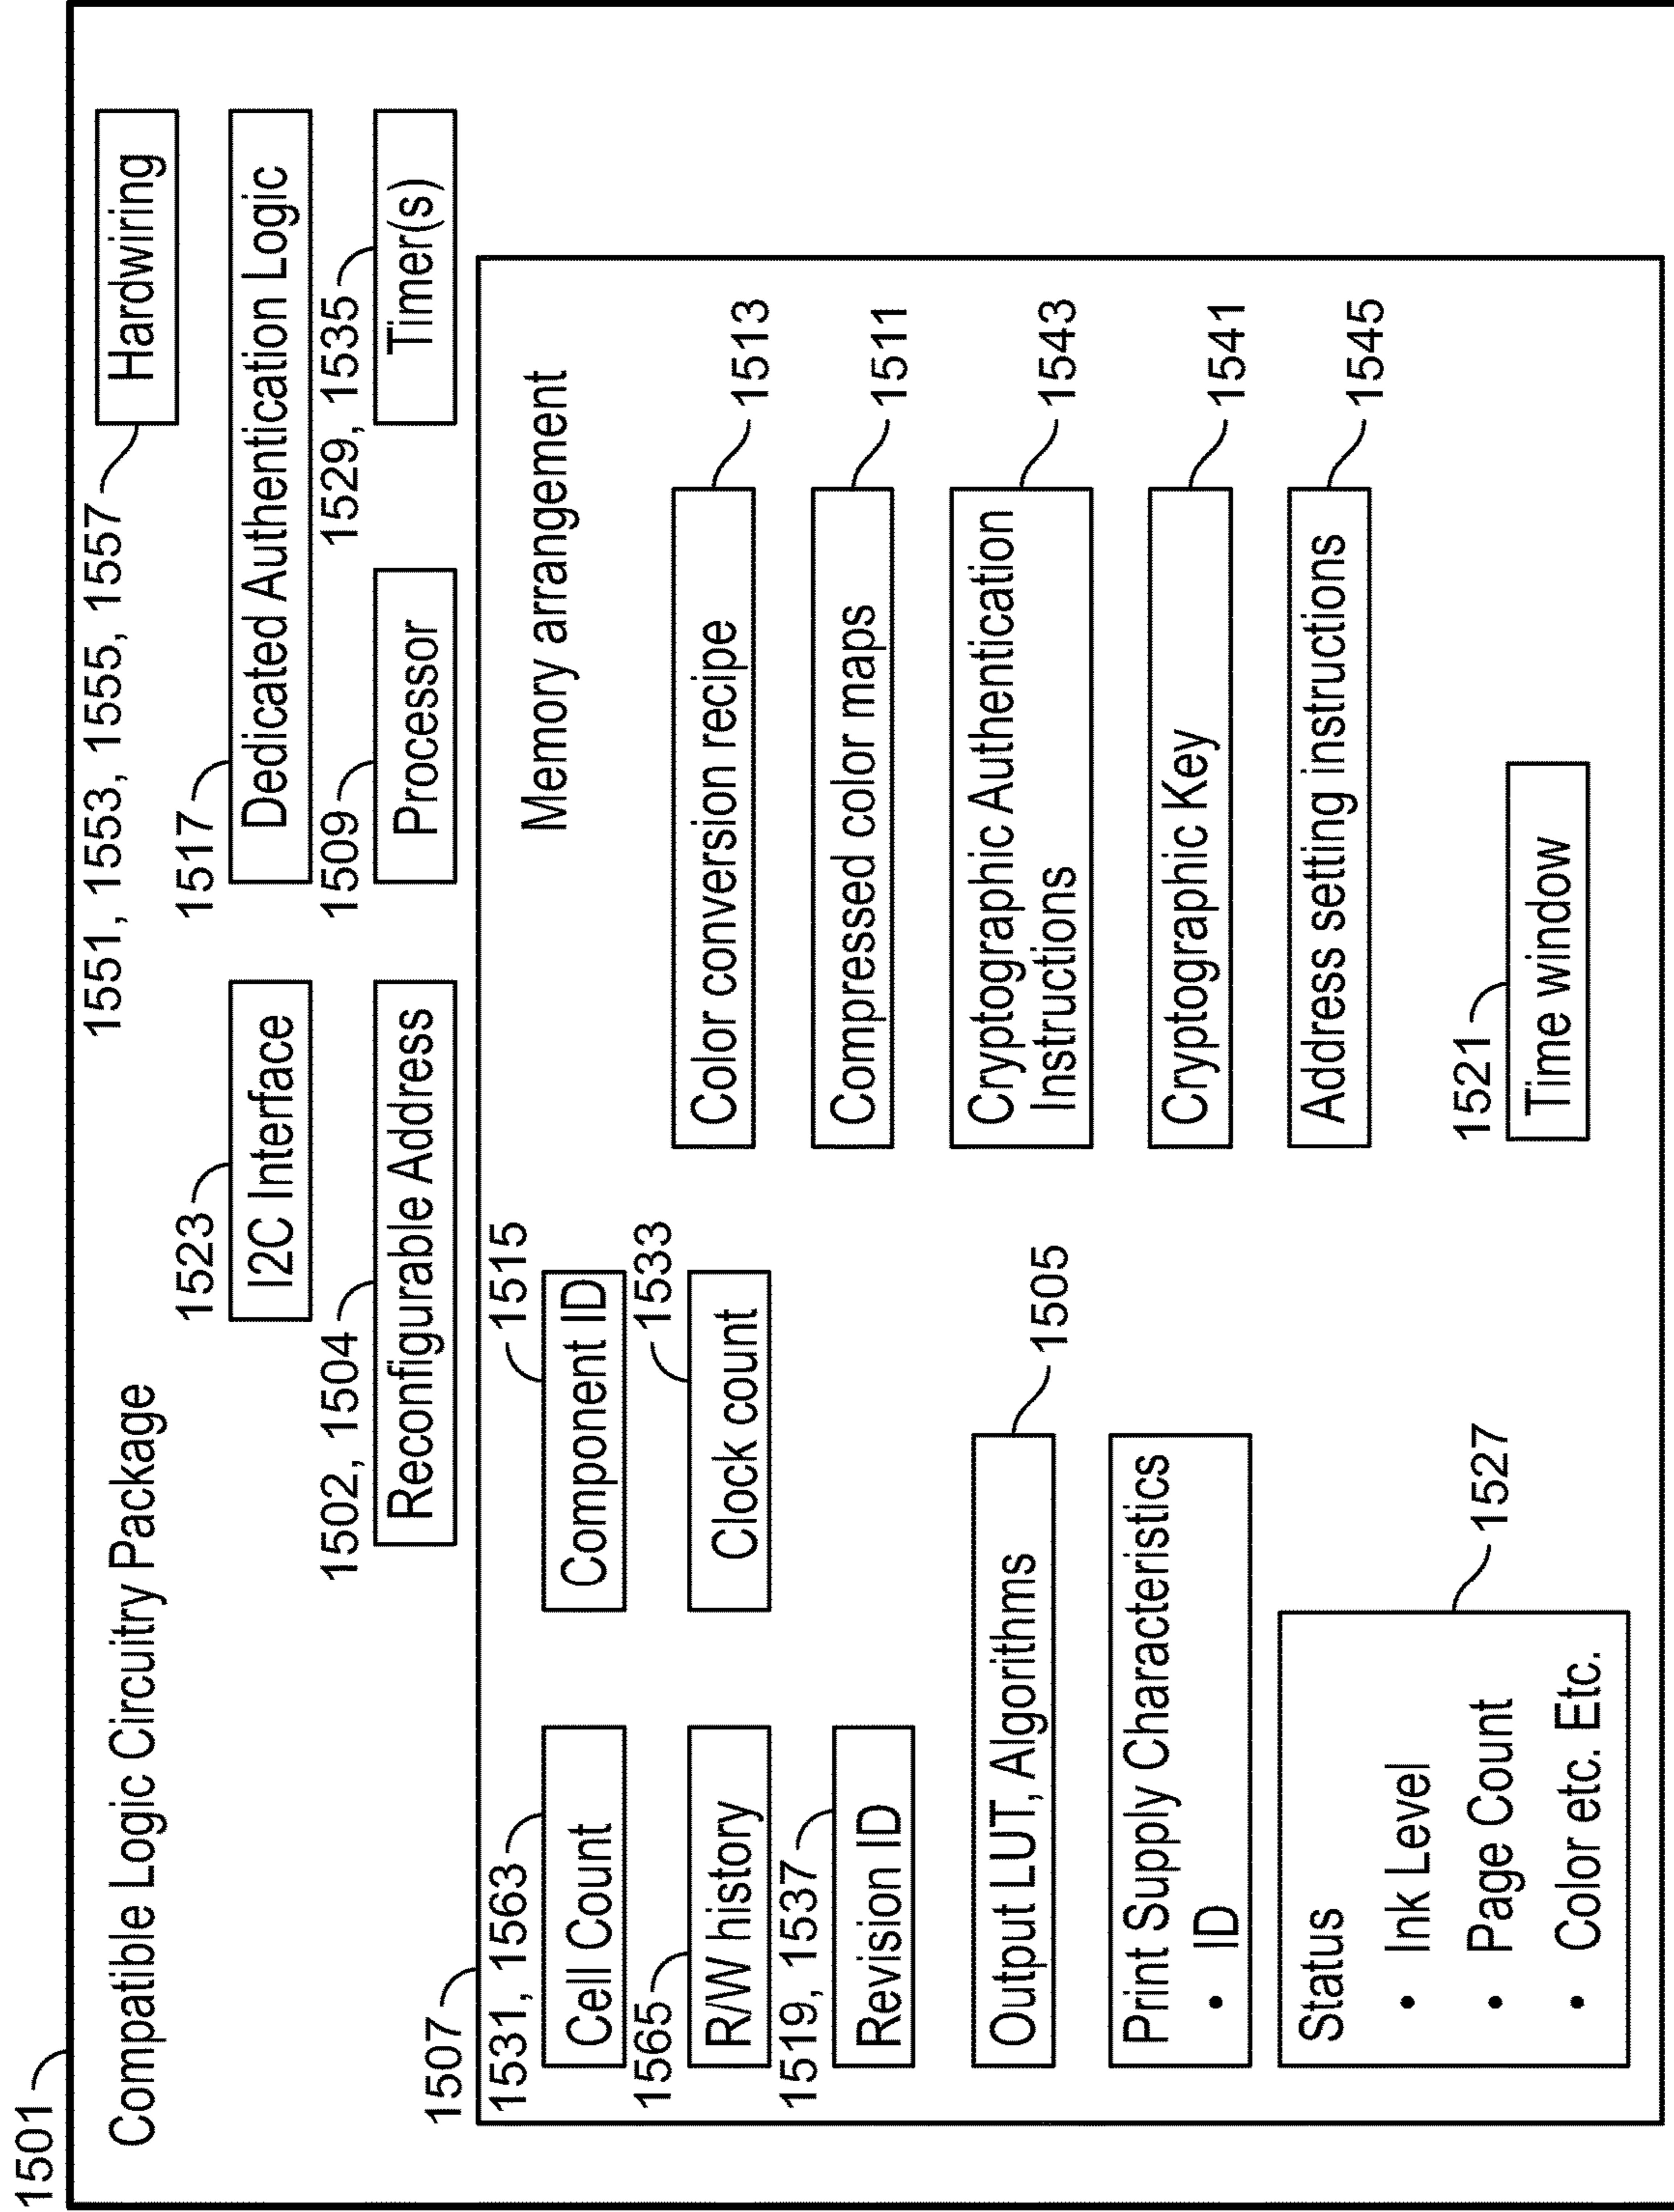 1501
Compatible Logic Circuitry Package
1551, 1553, 1555, 1557
Hardwiring
1523
I2C Interface
1517
Dedicated Authentication Logic
1502, 1504
Reconfigurable Address
1509
Processor
1529, 1535
Timer(s)
1507
Memory arrangement
1531, 1563
Cell Count
1515
Component ID
1565
R/W history
1533
Clock count
1519, 1537
Revision ID
Color conversion recipe
1513
Compressed color maps
1511
Output LUT, Algorithms
1505
Cryptographic Authentication
Instructions
1543
Print Supply Characteristics
• ID
Cryptographic Key
1541
Status
• Ink Level
• Page Count
• Color etc. Etc.
1527
Address setting instructions
1545
1521
Time window